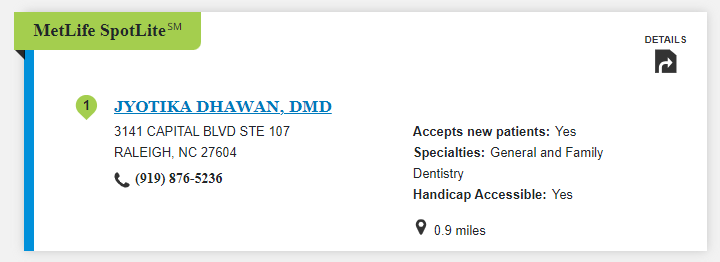 MetLife SpotLite℠
DETAILS
1 JYOTIKA DHAWAN, DMD
3141 CAPITAL BLVD STE 107
RALEIGH, NC 27604
(919) 876-5236
Accepts new patients: Yes
Specialties: General and Family
Dentistry
Handicap Accessible: Yes
0.9 miles